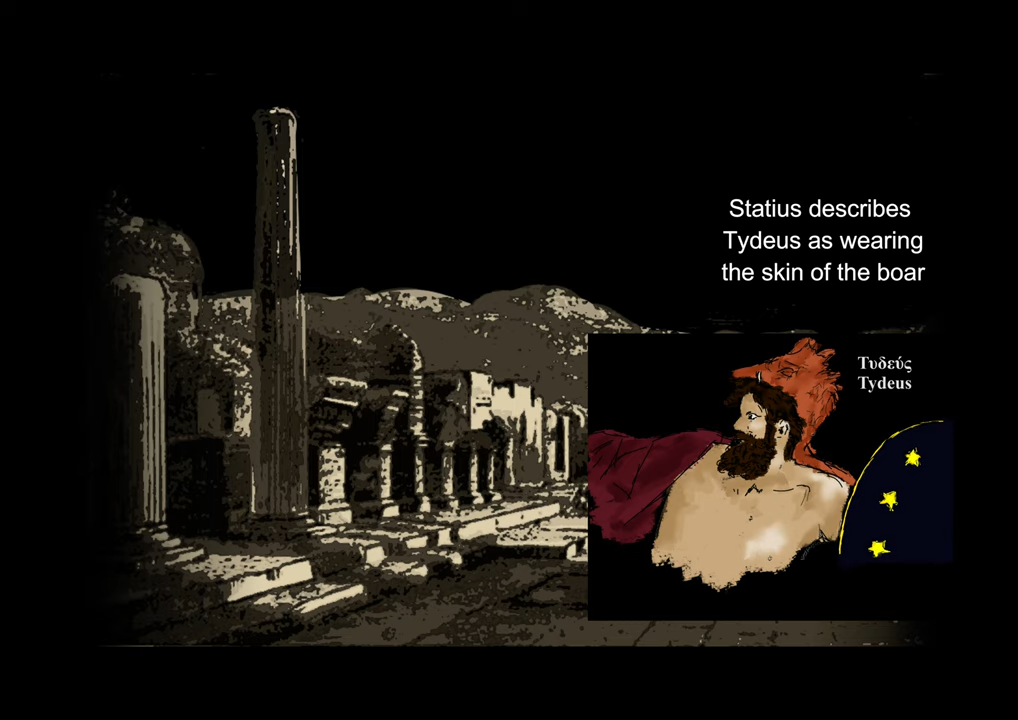 Statius describes
Tydeus as wearing
the skin of the boar
Τυδεύς
Tydeus